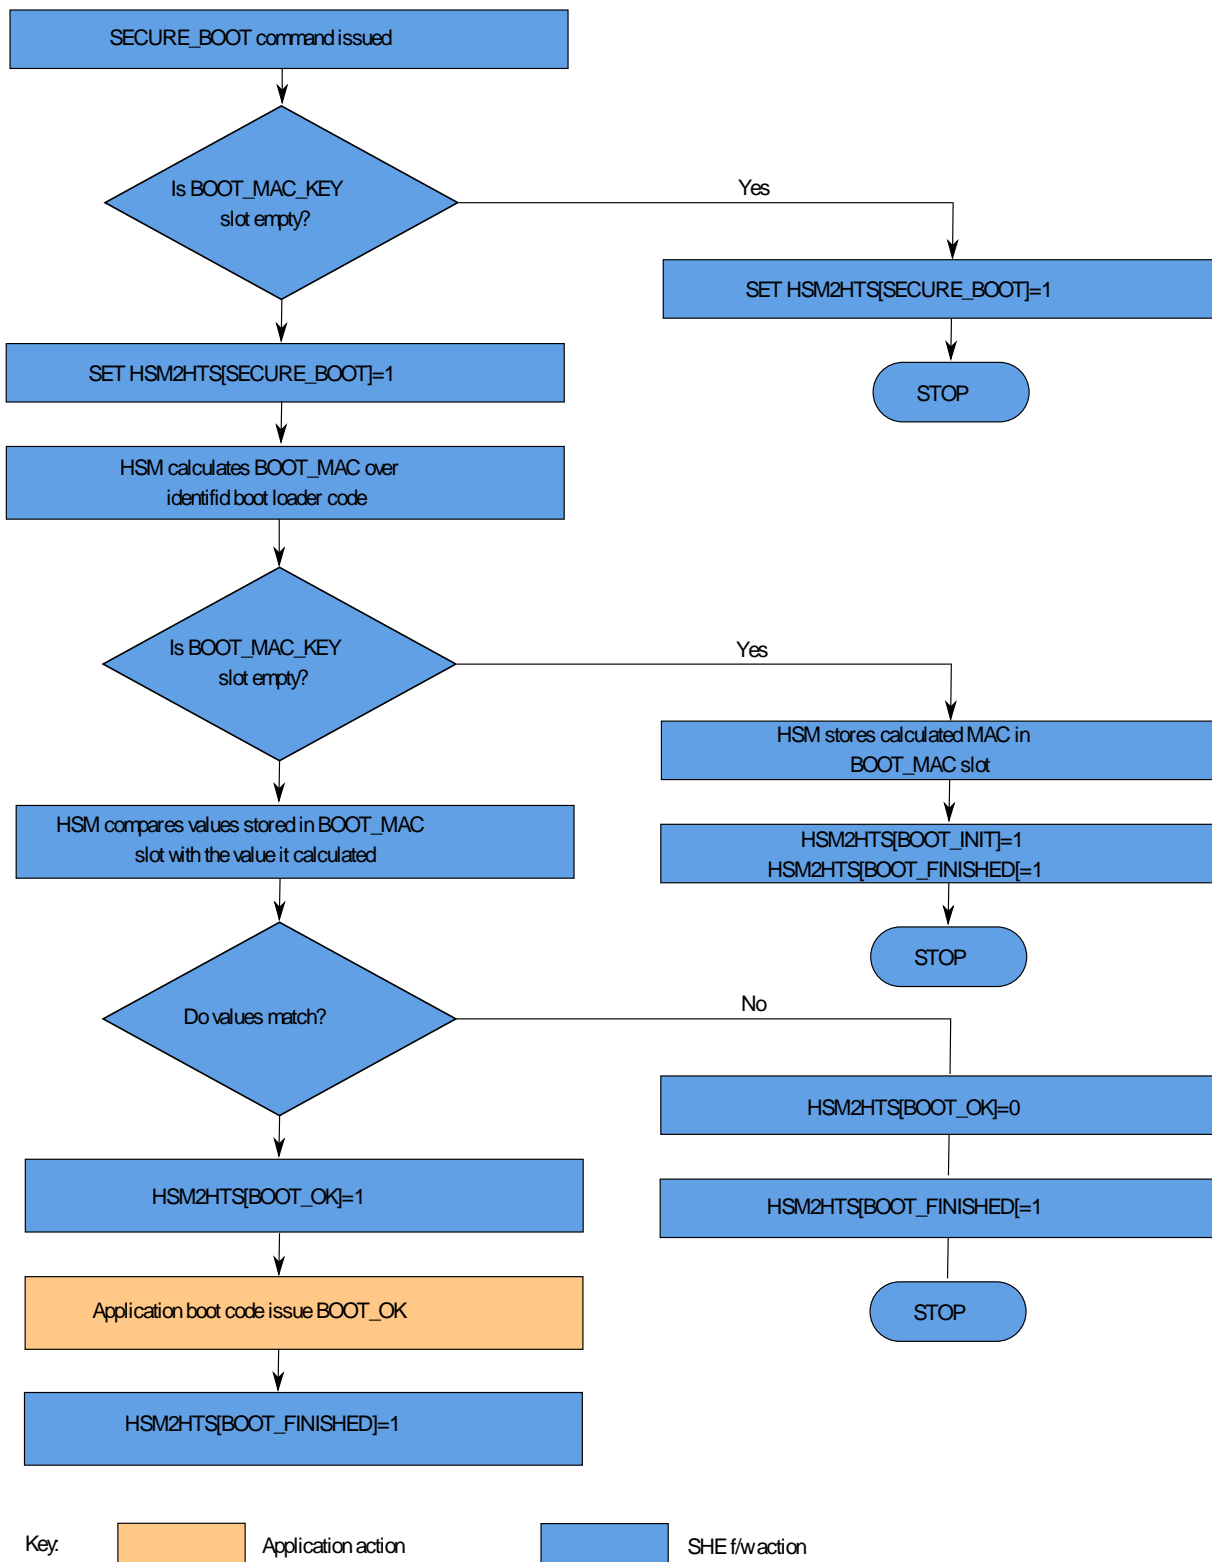 SECURE_BOOT command issued
Is BOOT_MAC_KEY
slot empty?
Yes
SET HSM2HTS[SECURE_BOOT]=1
STOP
SET HSM2HTS[SECURE_BOOT]=1
HSM calculates BOOT_MAC over
identifid boot loader code
Is BOOT_MAC_KEY
slot empty?
Yes
HSM stores calculated MAC in
BOOT_MAC slot
HSM2HTS[BOOT_INIT]=1
HSM2HTS[BOOT_FINISHED[=1
STOP
HSM compares values stored in BOOT_MAC
slot with the value it calculated
Do values match?
No
HSM2HTS[BOOT_OK]=0
HSM2HTS[BOOT_FINISHED[=1
STOP
HSM2HTS[BOOT_OK]=1
Application boot code issue BOOT_OK
HSM2HTS[BOOT_FINISHED]=1
Key:
Application action
SHE f/w action